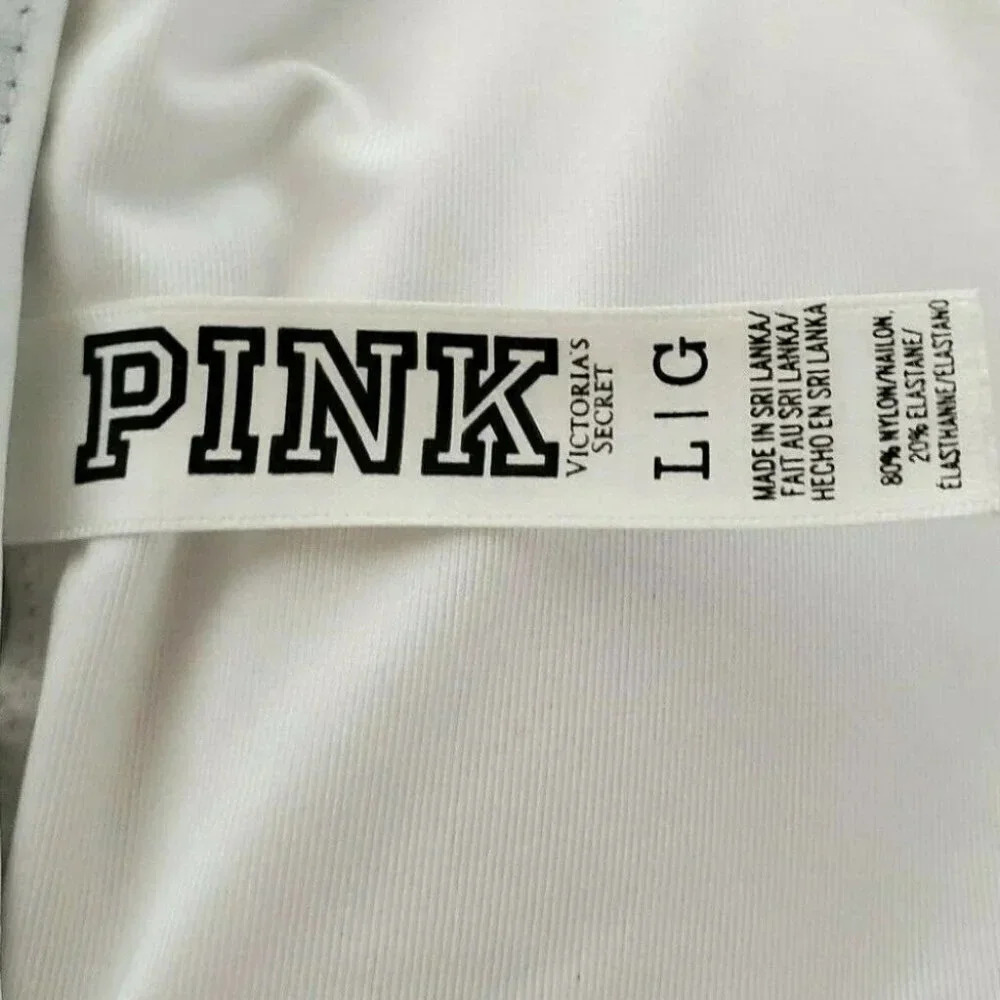 PINK
VICTORIA'S
SECRET
L | G
MADE IN SRI LANKA/
FAIT AU SRI LANKA/
HECHO EN SRI LANKA
80% NYLON/NAILON,
20% ELASTANE/
ÉLASTHANNE/ELASTANO